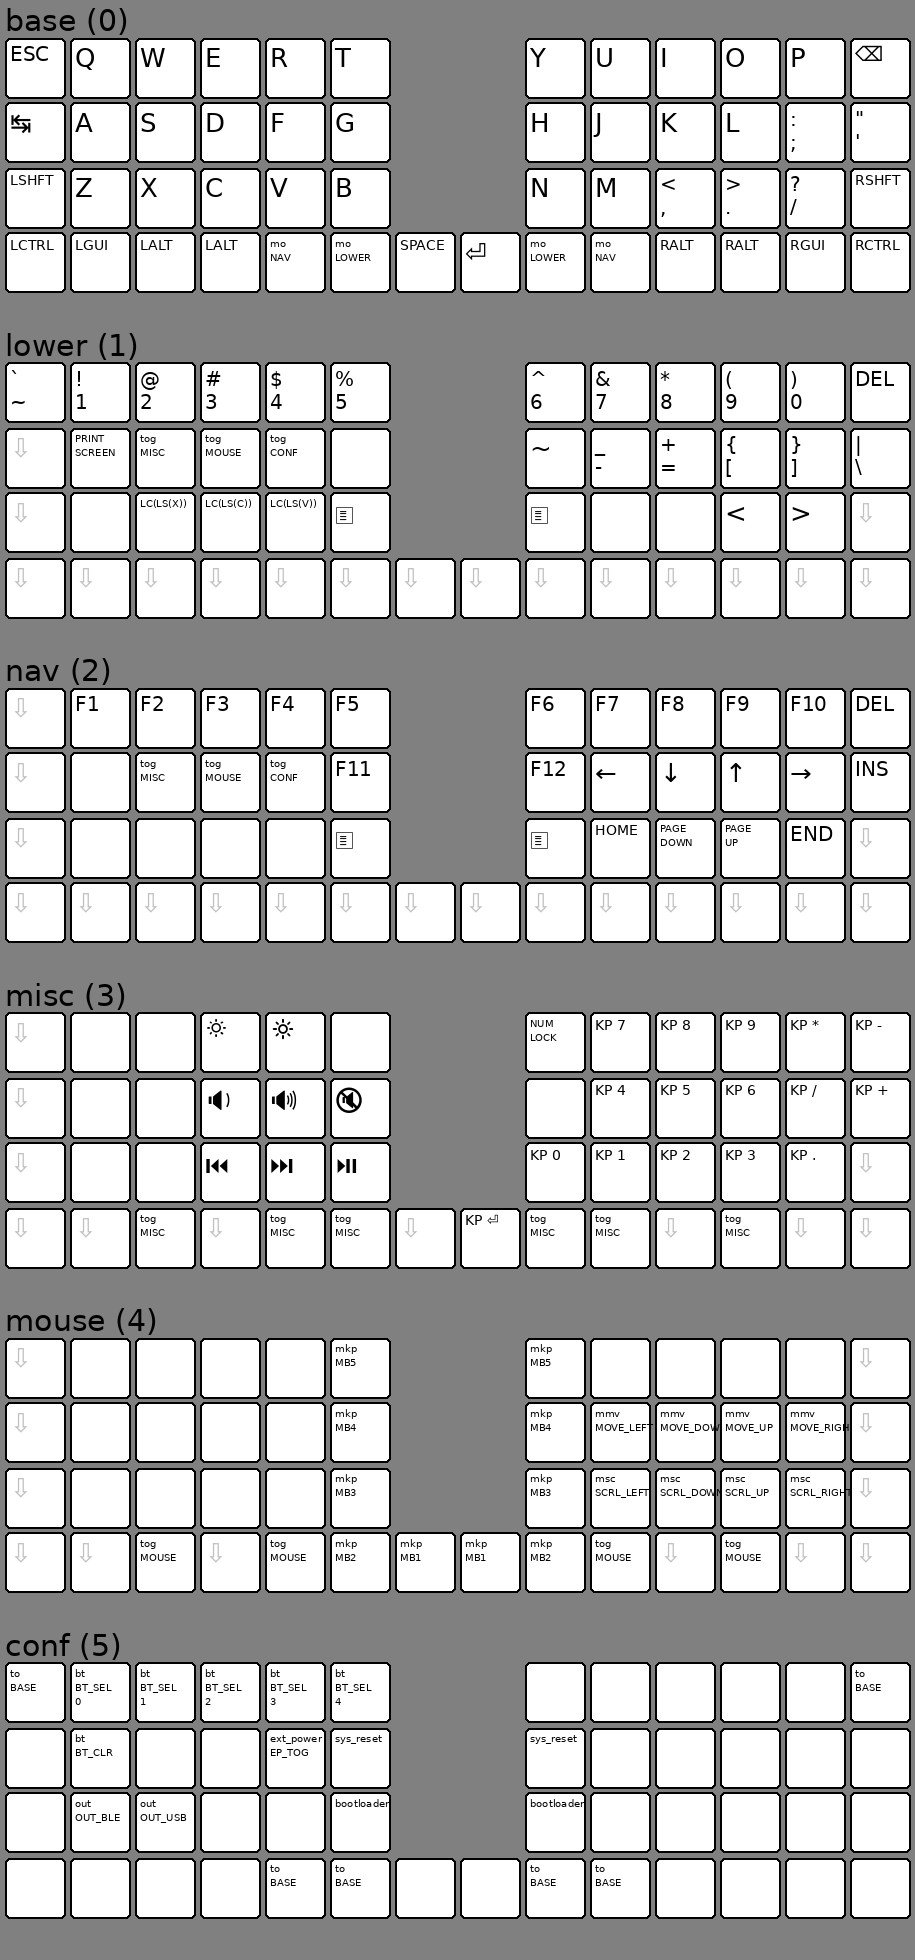 base (0)
ESC Q W E R T Y U I O P ⌫
↹ A S D F G H J K L : "
; '
LSHFT Z X C V B N M < > ? RSHFT
, . /
LCTRL LGUI LALT LALT mo mo SPACE ⏎ mo mo RALT RALT RGUI RCTRL
NAV LOWER LOWER NAV
lower (1)
` ! @ # $ % ^ & * ( ) DEL
~ 1 2 3 4 5 6 7 8 9 0
⇩ PRINT tog tog tog ~ _ + { } |
SCREEN MISC MOUSE CONF - = [ ] \
⇩ LC(LS(X)) LC(LS(C)) LC(LS(V)) ▤ ▤ < > ⇩
⇩ ⇩ ⇩ ⇩ ⇩ ⇩ ⇩ ⇩ ⇩ ⇩ ⇩ ⇩ ⇩ ⇩
nav (2)
⇩ F1 F2 F3 F4 F5 F6 F7 F8 F9 F10 DEL
⇩ tog tog tog F11 F12 ← ↓ ↑ → INS
MISC MOUSE CONF
⇩ ▤ ▤ HOME PAGE PAGE END ⇩
DOWN UP
⇩ ⇩ ⇩ ⇩ ⇩ ⇩ ⇩ ⇩ ⇩ ⇩ ⇩ ⇩ ⇩ ⇩
misc (3)
⇩ 🔅 🔆 NUM KP 7 KP 8 KP 9 KP * KP -
LOCK
⇩ 🔉 🔊 🔇 KP 4 KP 5 KP 6 KP / KP +
⇩ ⏮ ⏭ ⏯ KP 0 KP 1 KP 2 KP 3 KP . ⇩
⇩ ⇩ tog ⇩ tog tog ⇩ KP ⏎ tog tog ⇩ tog ⇩ ⇩
MISC MISC MISC MISC MISC MISC
mouse (4)
⇩ mkp mkp ⇩
MB5 MB5
⇩ mkp mkp mmv mmv mmv mmv ⇩
MB4 MB4 MOVE_LEFT MOVE_DOW MOVE_UP MOVE_RIGH
⇩ mkp mkp msc msc msc msc ⇩
MB3 MB3 SCRL_LEFT SCRL_DOWN SCRL_UP SCRL_RIGHT
⇩ ⇩ tog ⇩ tog mkp mkp mkp mkp tog ⇩ tog ⇩ ⇩
MOUSE MOUSE MB2 MB1 MB1 MB2 MOUSE MOUSE
conf (5)
to bt bt bt bt bt to
BASE BT_SEL BT_SEL BT_SEL BT_SEL BT_SEL BASE
0 1 2 3 4
bt ext_power sys_reset sys_reset
BT_CLR EP_TOG
out out bootloader bootloader
OUT_BLE OUT_USB
to to to to
BASE BASE BASE BASE